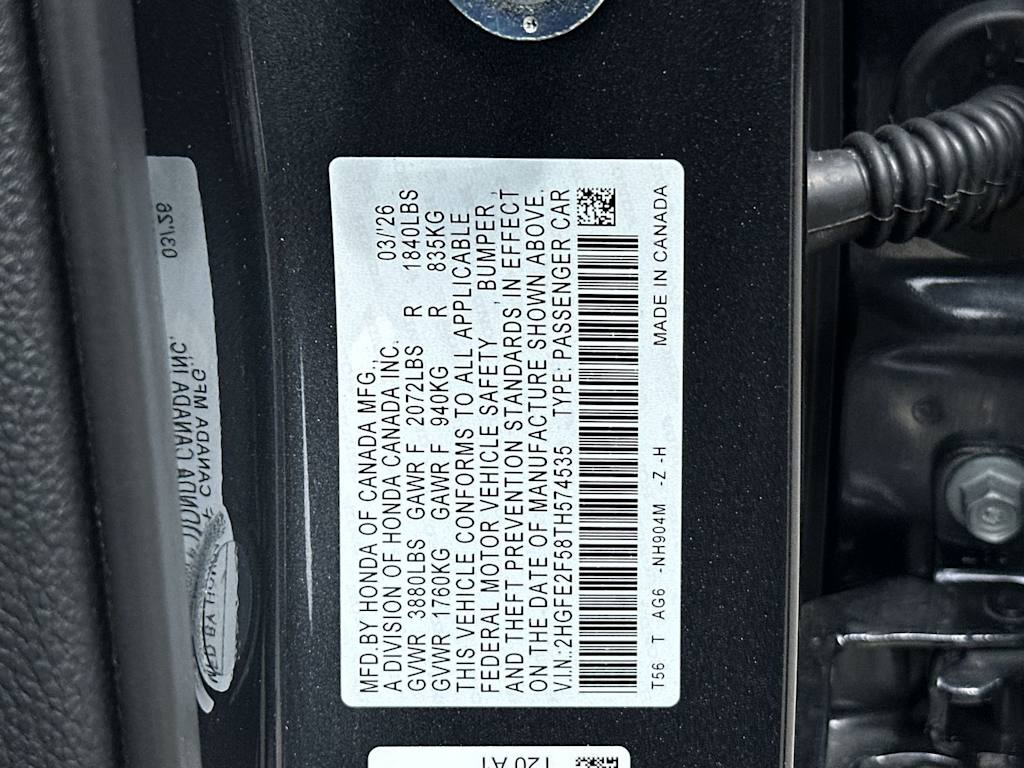 MFD.BY HONDA OF CANADA MFG., 03/'26
A DIVISION OF HONDA CANADA INC.
GVWR 3880LBS GAWR F 2072LBS R 1840LBS
GVWR 1760KG GAWR F 940KG R 835KG
THIS VEHICLE CONFORMS TO ALL APPLICABLE
FEDERAL MOTOR VEHICLE SAFETY, BUMPER,
AND THEFT PREVENTION STANDARDS IN EFFECT
ON THE DATE OF MANUFACTURE SHOWN ABOVE.
V.I.N.:2HGFE2F58TH574535 TYPE: PASSENGER CAR
T56 T AG6 -NH904M -Z -H MADE IN CANADA